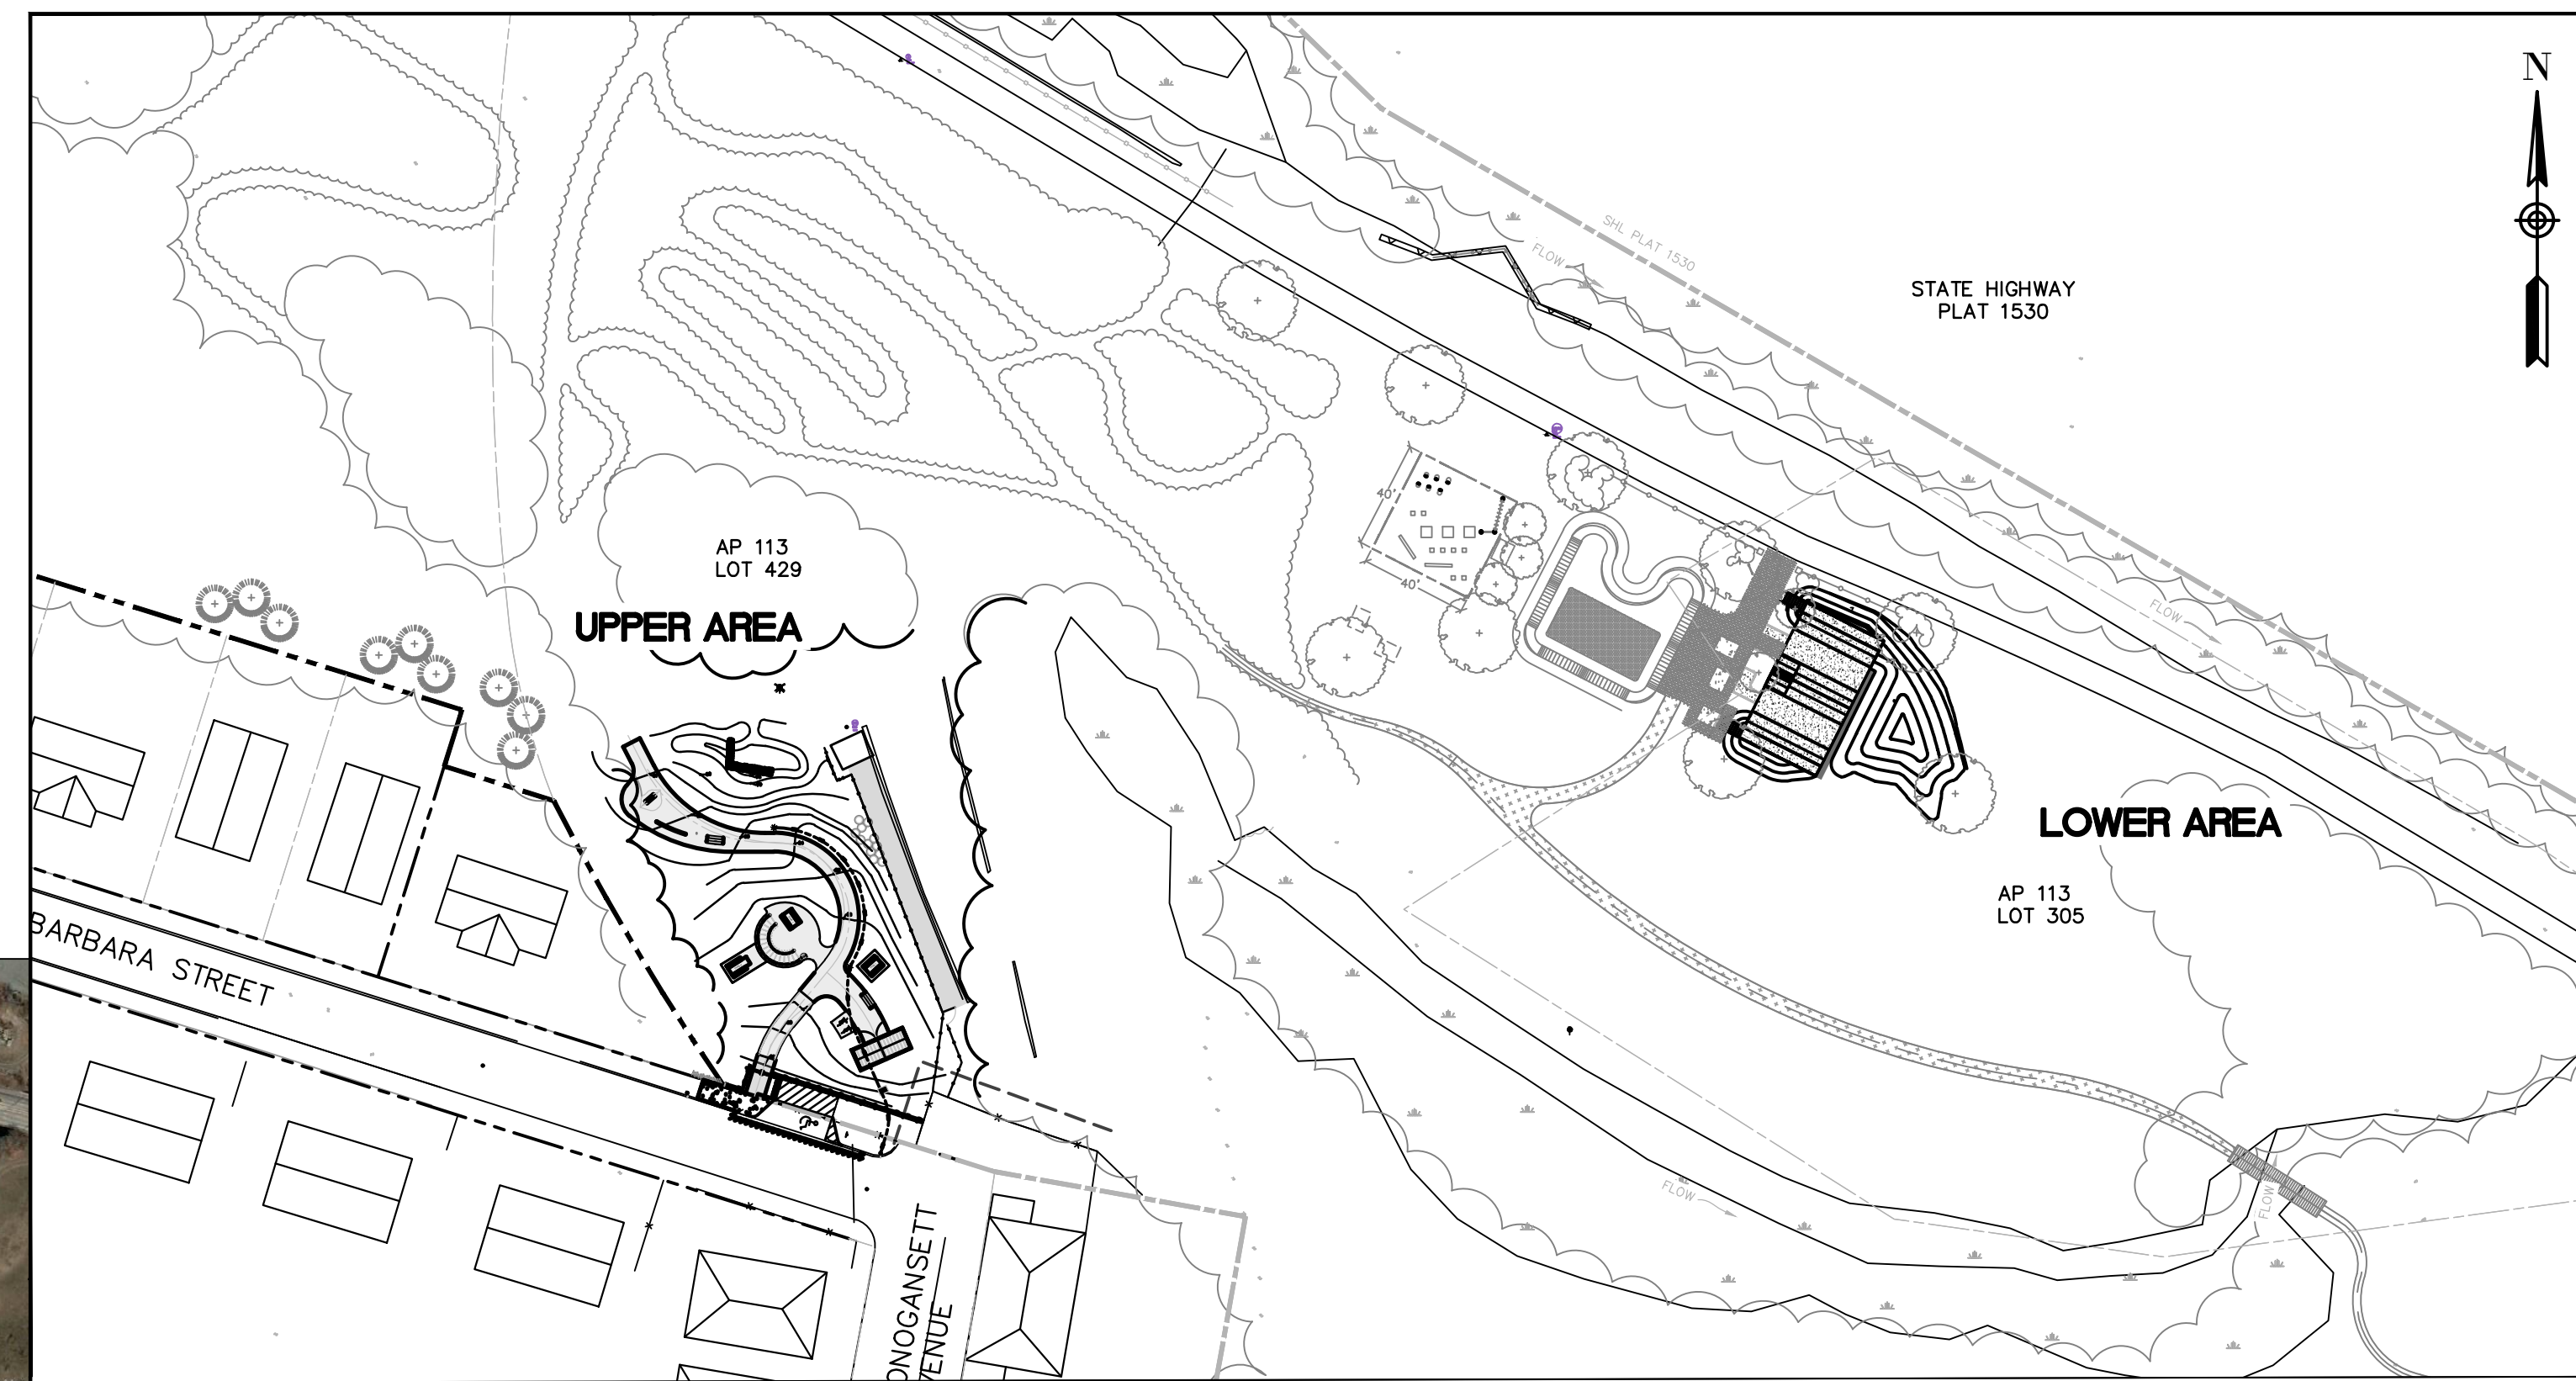 N
SHL PLAT 1530
FLOW
STATE HIGHWAY
PLAT 1530
40'
40'
AP 113
LOT 429
UPPER AREA
FLOW
LOWER AREA
AP 113
LOT 305
BARBARA STREET
FLOW
FLOW
ONOGANSETT
VENUE